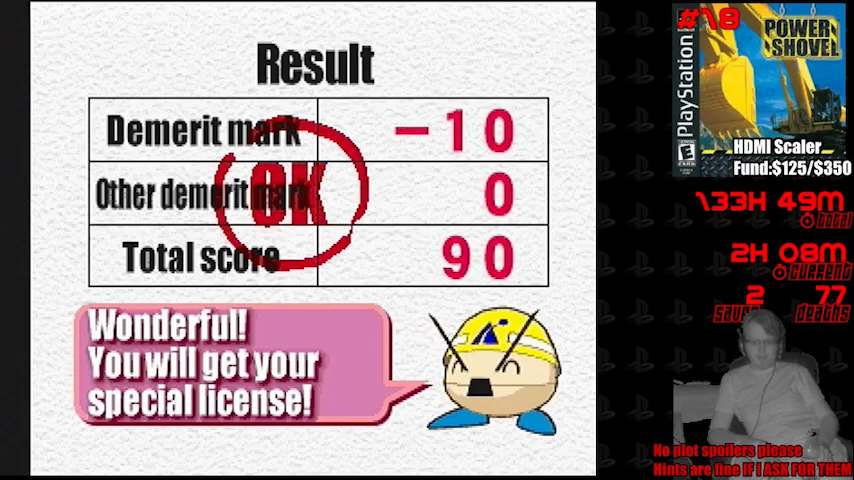 Result
Demerit mark -10
Other demerit mark 0
Total score 90
OK
Wonderful!
You will get your
special license!
#18
PlayStation
POWER
SHOVEL
HDMI Scaler
Fund:$125/$350
133H 49M
total
2H 08M
current
2 77
saves deaths
No plot spoilers please
Hints are fine IF I ASK FOR THEM